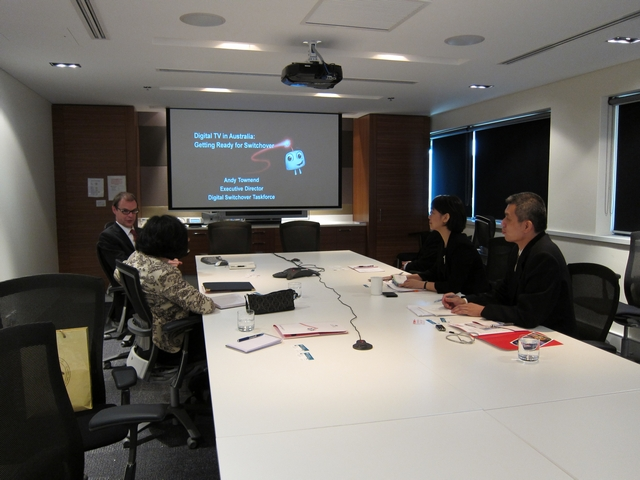 Digital TV in Australia:
Getting Ready for Switchover
Andy Townend
Executive Director
Digital Switchover Taskforce